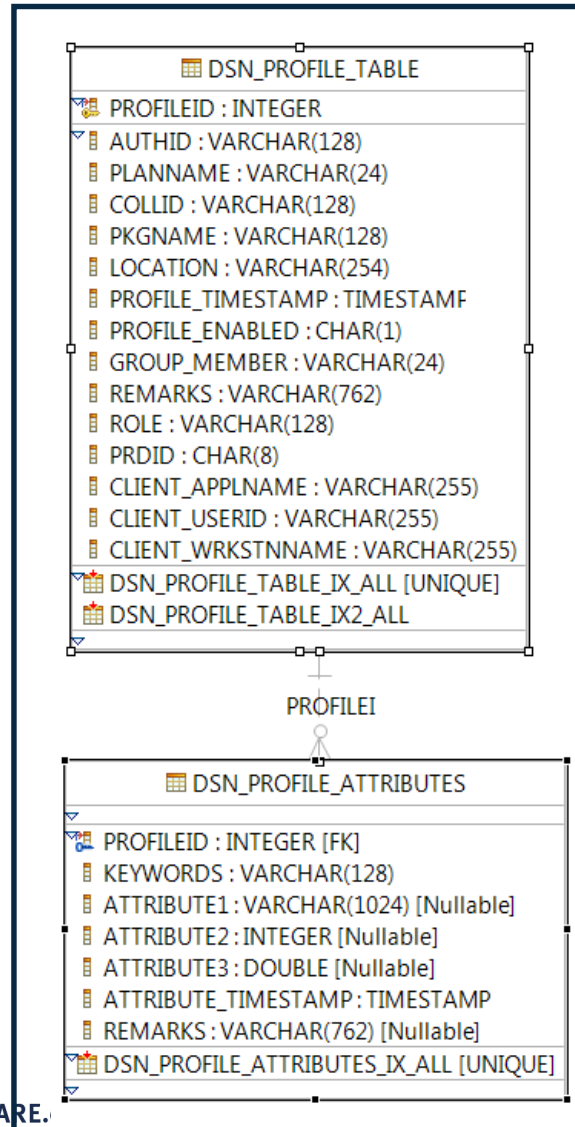 DSN_PROFILE_TABLE
PROFILEID : INTEGER
AUTHID : VARCHAR(128)
PLANNAME : VARCHAR(24)
COLLID : VARCHAR(128)
PKGNAME : VARCHAR(128)
LOCATION : VARCHAR(254)
PROFILE_TIMESTAMP : TIMESTAMP
PROFILE_ENABLED : CHAR(1)
GROUP_MEMBER : VARCHAR(24)
REMARKS : VARCHAR(762)
ROLE : VARCHAR(128)
PRDID : CHAR(8)
CLIENT_APPLNAME : VARCHAR(255)
CLIENT_USERID : VARCHAR(255)
CLIENT_WRKSTNNAME : VARCHAR(255)
DSN_PROFILE_TABLE_IX_ALL [UNIQUE]
DSN_PROFILE_TABLE_IX2_ALL
PROFILEI
DSN_PROFILE_ATTRIBUTES
PROFILEID : INTEGER [FK]
KEYWORDS : VARCHAR(128)
ATTRIBUTE1 : VARCHAR(1024) [Nullable]
ATTRIBUTE2 : INTEGER [Nullable]
ATTRIBUTE3 : DOUBLE [Nullable]
ATTRIBUTE_TIMESTAMP : TIMESTAMP
REMARKS : VARCHAR(762) [Nullable]
DSN_PROFILE_ATTRIBUTES_IX_ALL [UNIQUE]
ARE.